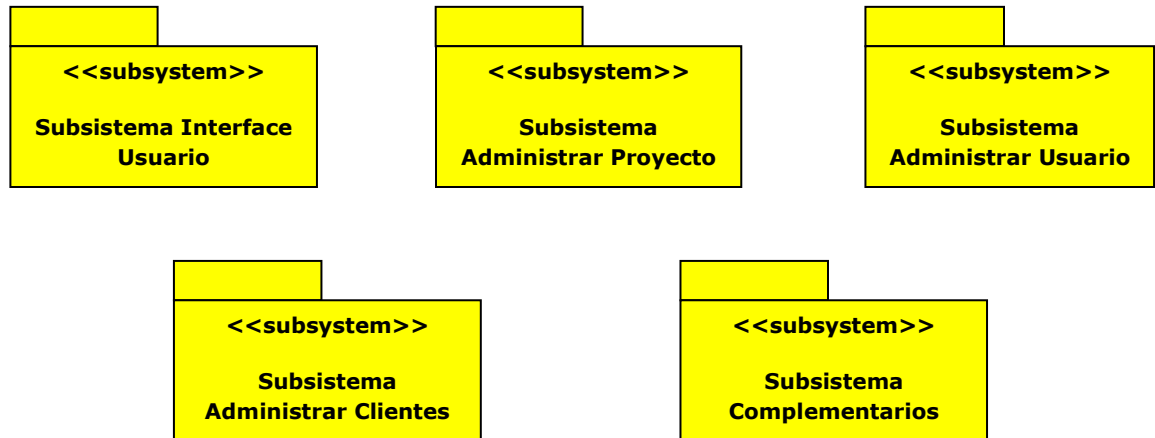 <<subsystem>>
Subsistema Interface
Usuario
<<subsystem>>
Subsistema
Administrar Proyecto
<<subsystem>>
Subsistema
Administrar Usuario
<<subsystem>>
Subsistema
Administrar Clientes
<<subsystem>>
Subsistema
Complementarios